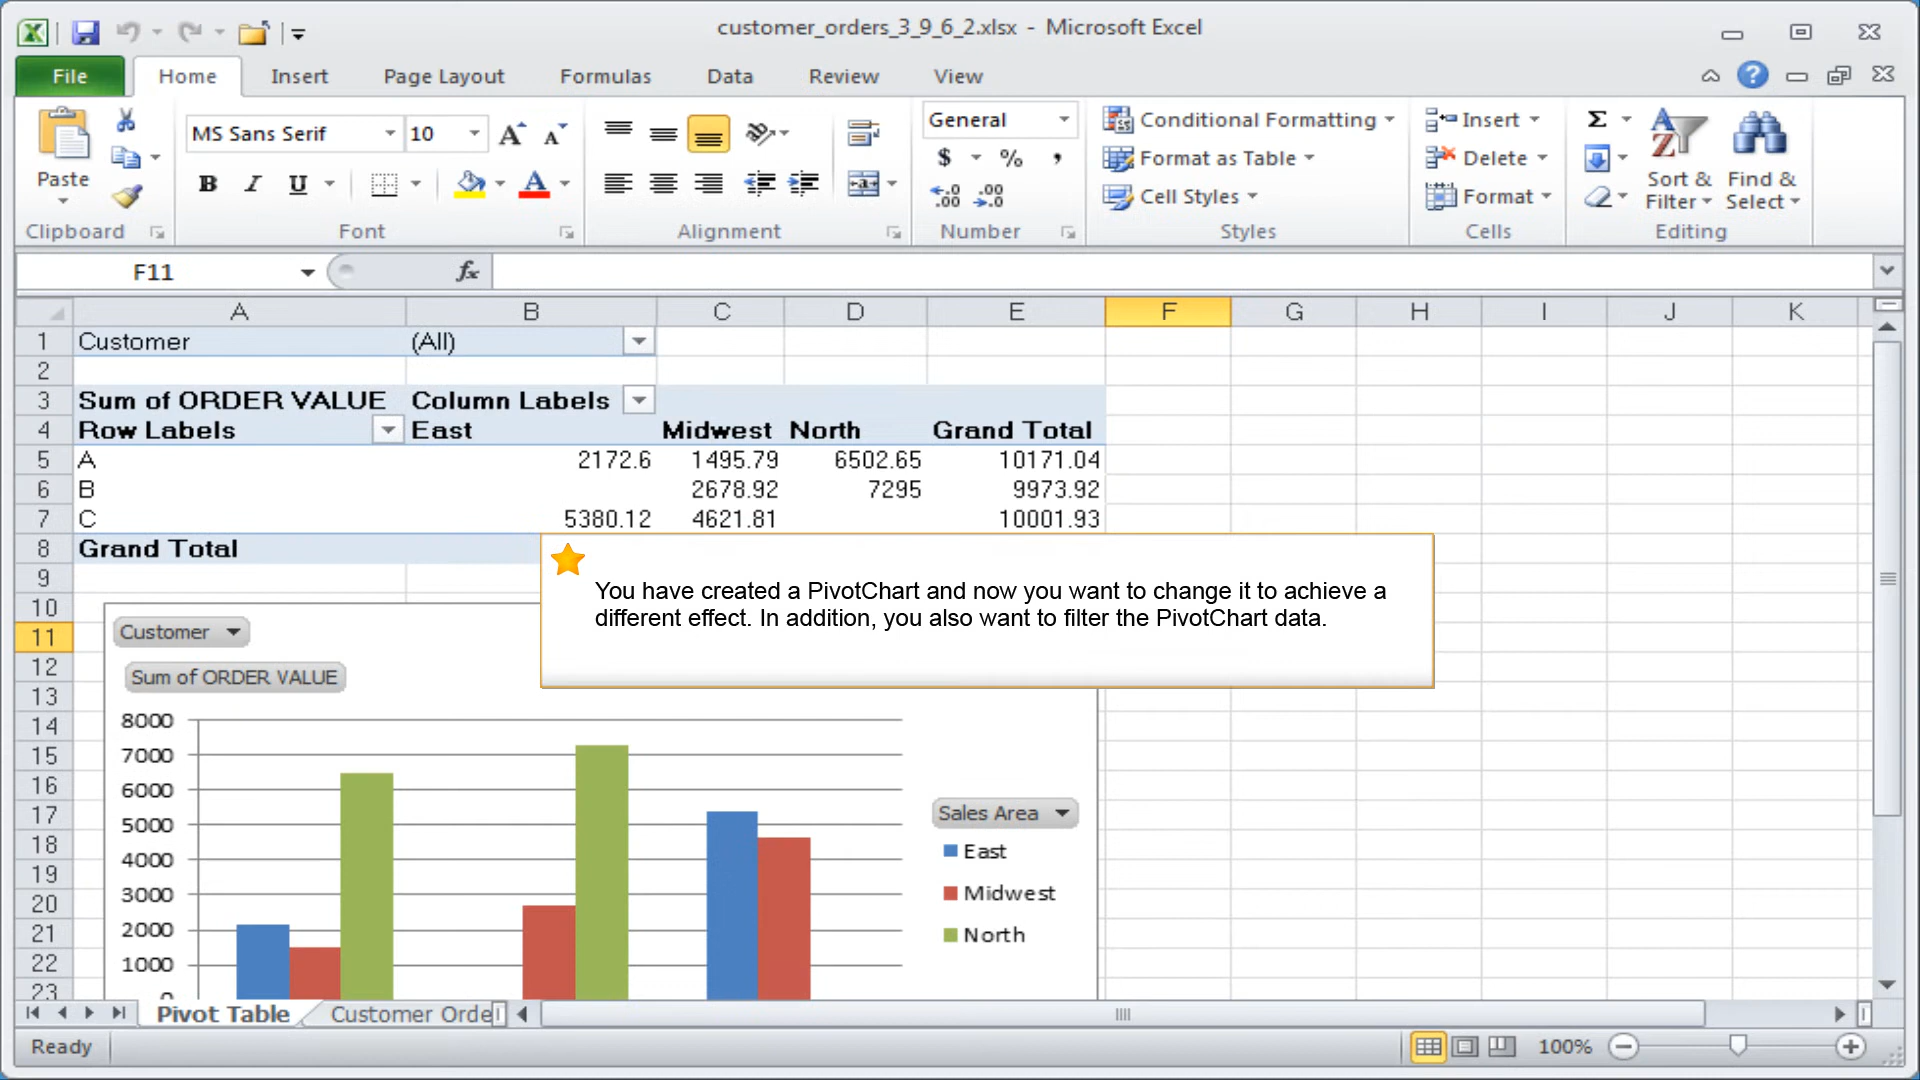 customer_orders_3_9_6_2.xlsx - Microsoft Excel
File Home Insert Page Layout Formulas Data Review View
Paste
Clipboard
MS Sans Serif 10
B I U
Font
Alignment
General
$ % ,
Number
Conditional Formatting
Format as Table
Cell Styles
Styles
Insert
Delete
Format
Cells
Σ
Sort & Filter
Find & Select
Editing
F11 fx
A B C D E F G H I J K
1 Customer (All)
2
3 Sum of ORDER VALUE Column Labels
4 Row Labels East Midwest North Grand Total
5 A 2172.6 1495.79 6502.65 10171.04
6 B 2678.92 7295 9973.92
7 C 5380.12 4621.81 10001.93
8 Grand Total
You have created a PivotChart and now you want to change it to achieve a
different effect. In addition, you also want to filter the PivotChart data.
9
10
11 Customer
12
13 Sum of ORDER VALUE
14 8000
15 7000
16 6000
17 5000 Sales Area
18 4000 East
19 3000 Midwest
20 2000 North
21 1000
22
23
Pivot Table Customer Orde
Ready 100%